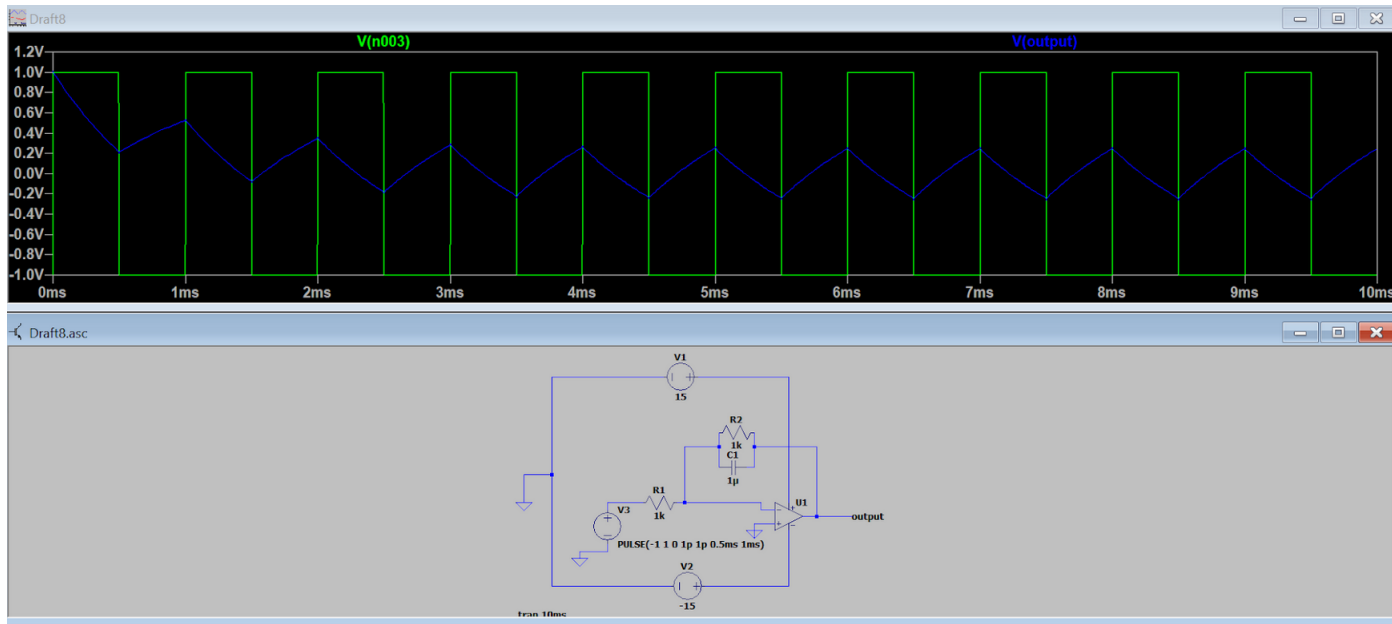 Draft8
V(n003)
V(output)
1.2V
1.0V
0.8V
0.6V
0.4V
0.2V
0.0V
-0.2V
-0.4V
-0.6V
-0.8V
-1.0V
0ms
1ms
2ms
3ms
4ms
5ms
6ms
7ms
8ms
9ms
10ms
Draft8.asc
V1
15
R2
1k
C1
1µ
R1
1k
U1
V3
output
PULSE(-1 1 0 1p 1p 0.5ms 1ms)
V2
-15
tran 10ms